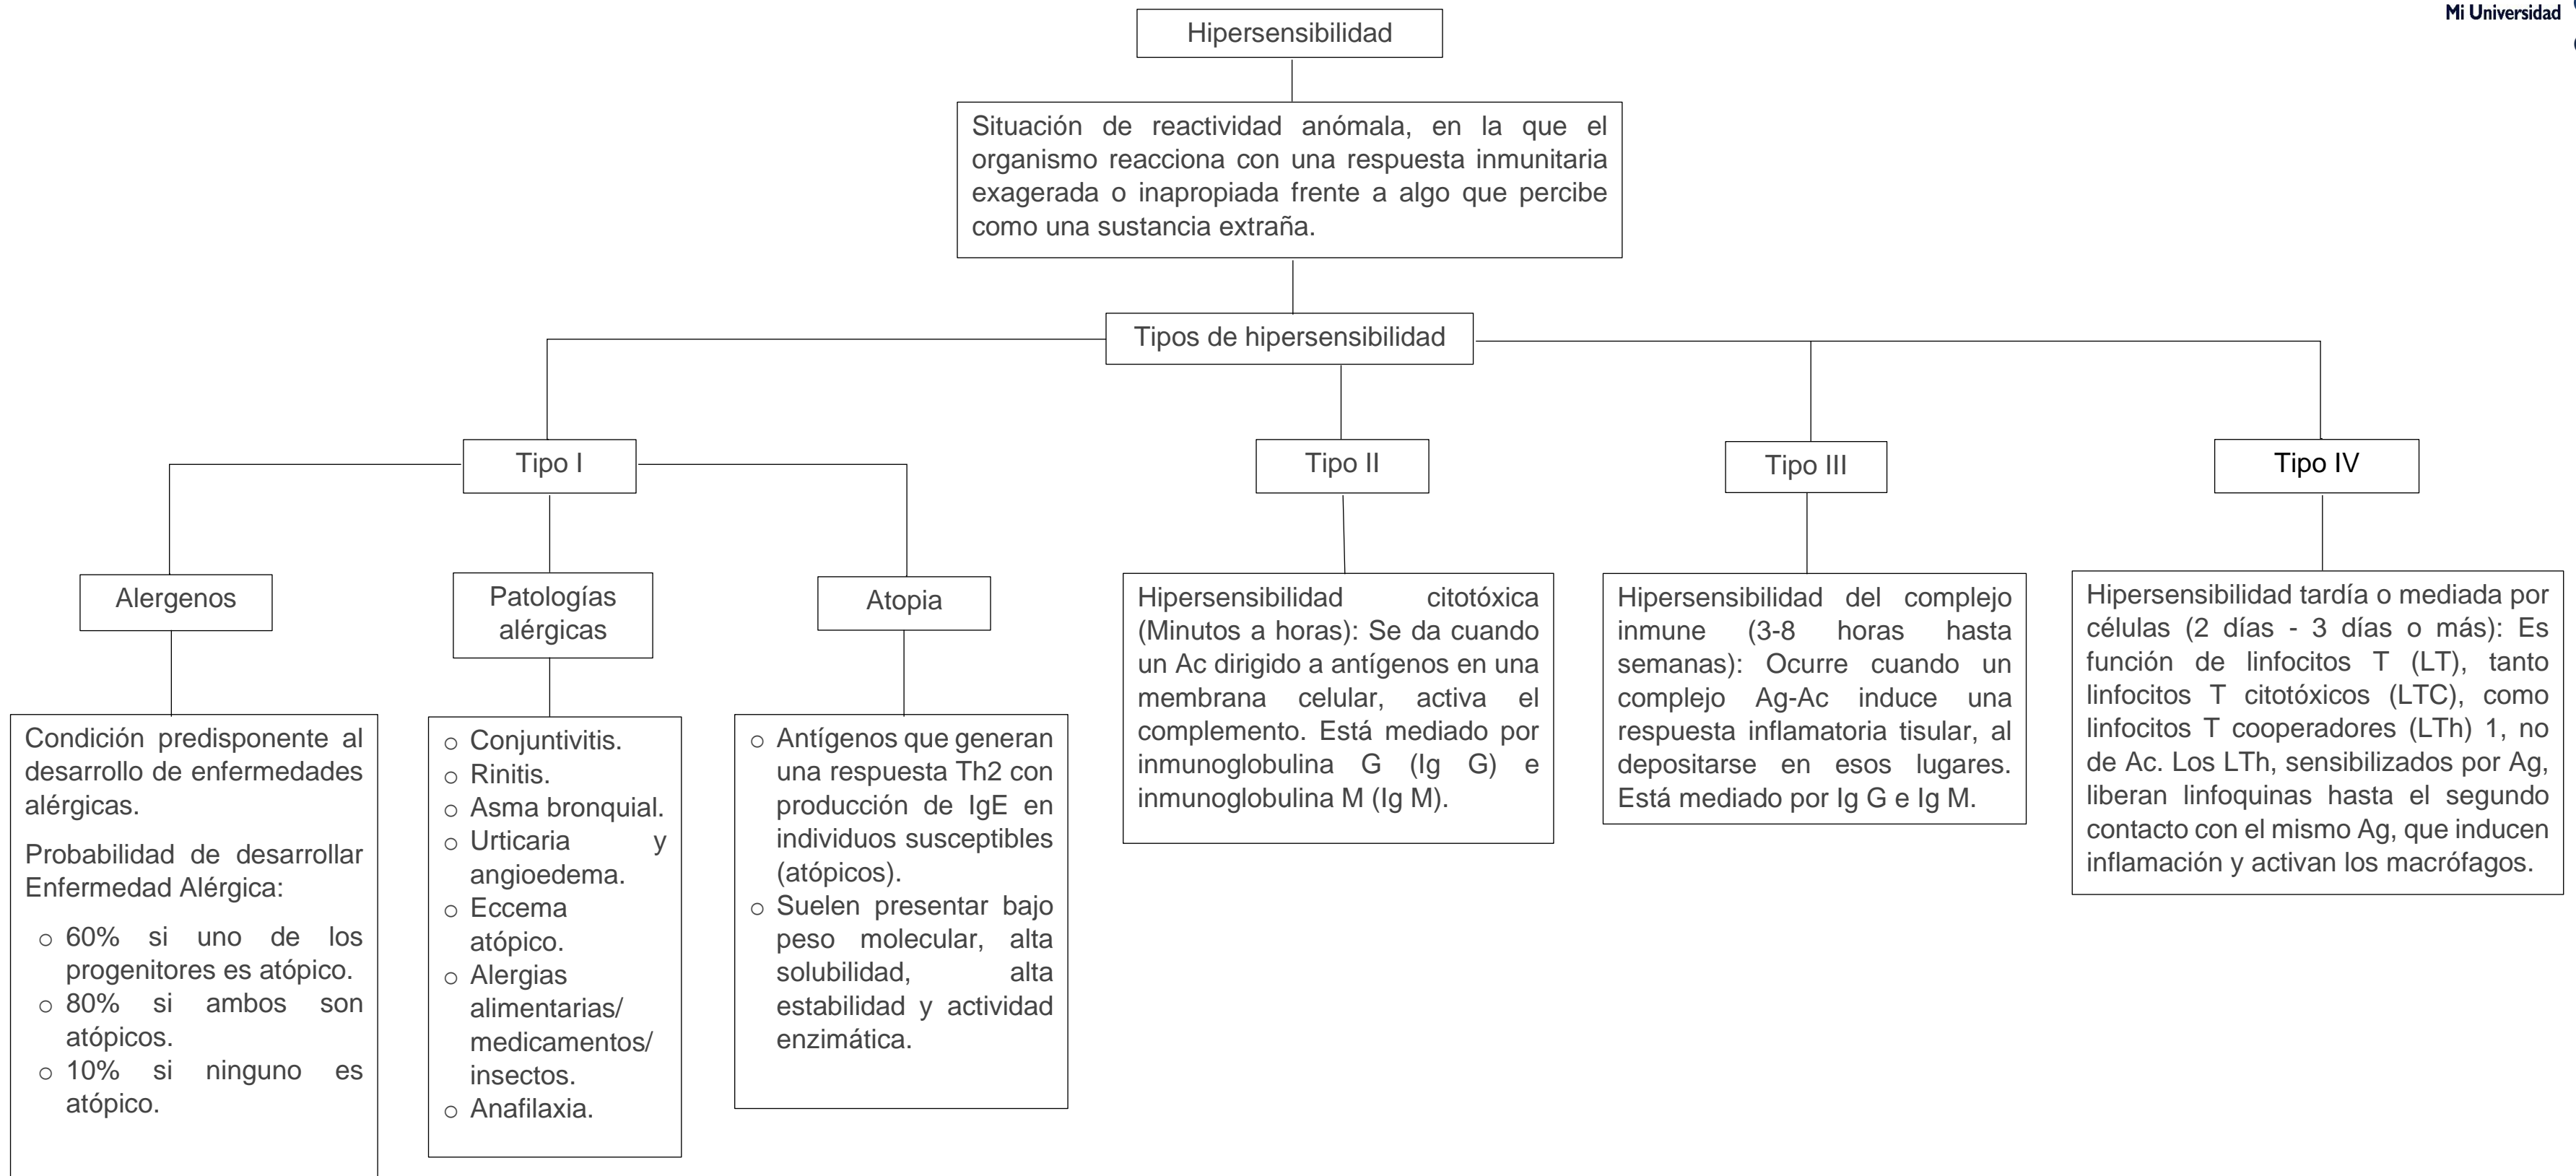 Mi Universidad
Hipersensibilidad
Situación de reactividad anómala, en la que el
organismo reacciona con una respuesta inmunitaria
exagerada o inapropiada frente a algo que percibe
como una sustancia extraña.
Tipos de hipersensibilidad
Tipo I
Tipo II
Tipo III
Tipo IV
Alergenos
Patologías
alérgicas
Atopia
Condición predisponente al
desarrollo de enfermedades
alérgicas.
Probabilidad de desarrollar
Enfermedad Alérgica:
o 60% si uno de los
progenitores es atópico.
o 80% si ambos son
atópicos.
o 10% si ninguno es
atópico.
o Conjuntivitis.
o Rinitis.
o Asma bronquial.
o Urticaria y
angioedema.
o Eccema
atópico.
o Alergias
alimentarias/
medicamentos/
insectos.
o Anafilaxia.
o Antígenos que generan
una respuesta Th2 con
producción de IgE en
individuos susceptibles
(atópicos).
o Suelen presentar bajo
peso molecular, alta
solubilidad, alta
estabilidad y actividad
enzimática.
Hipersensibilidad citotóxica
(Minutos a horas): Se da cuando
un Ac dirigido a antígenos en una
membrana celular, activa el
complemento. Está mediado por
inmunoglobulina G (Ig G) e
inmunoglobulina M (Ig M).
Hipersensibilidad del complejo
inmune (3-8 horas hasta
semanas): Ocurre cuando un
complejo Ag-Ac induce una
respuesta inflamatoria tisular, al
depositarse en esos lugares.
Está mediado por Ig G e Ig M.
Hipersensibilidad tardía o mediada por
células (2 días - 3 días o más): Es
función de linfocitos T (LT), tanto
linfocitos T citotóxicos (LTC), como
linfocitos T cooperadores (LTh) 1, no
de Ac. Los LTh, sensibilizados por Ag,
liberan linfoquinas hasta el segundo
contacto con el mismo Ag, que inducen
inflamación y activan los macrófagos.